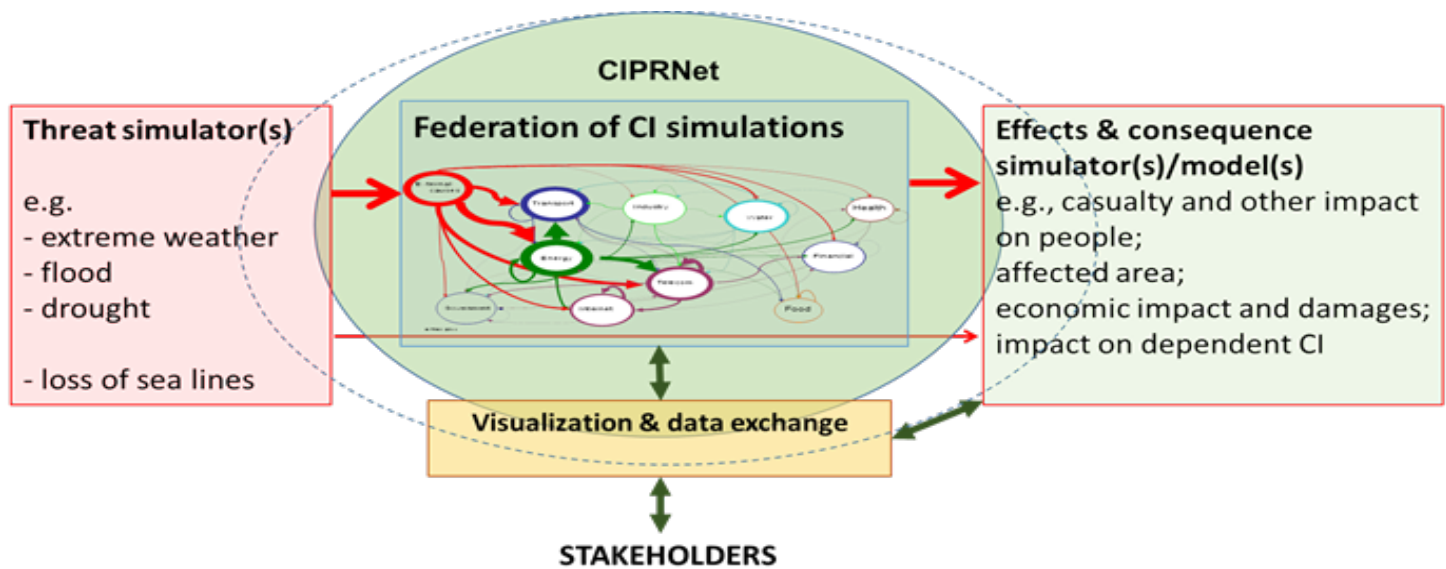 CIPRNet
Threat simulator(s)
e.g.
- extreme weather
- flood
- drought
- loss of sea lines
Federation of CI simulations
Transport
Industry
Water
Health
Energy
Financial
Telecom
Internet
Food
Effects & consequence
simulator(s)/model(s)
e.g., casualty and other impact
on people;
affected area;
economic impact and damages;
impact on dependent CI
Visualization & data exchange
STAKEHOLDERS